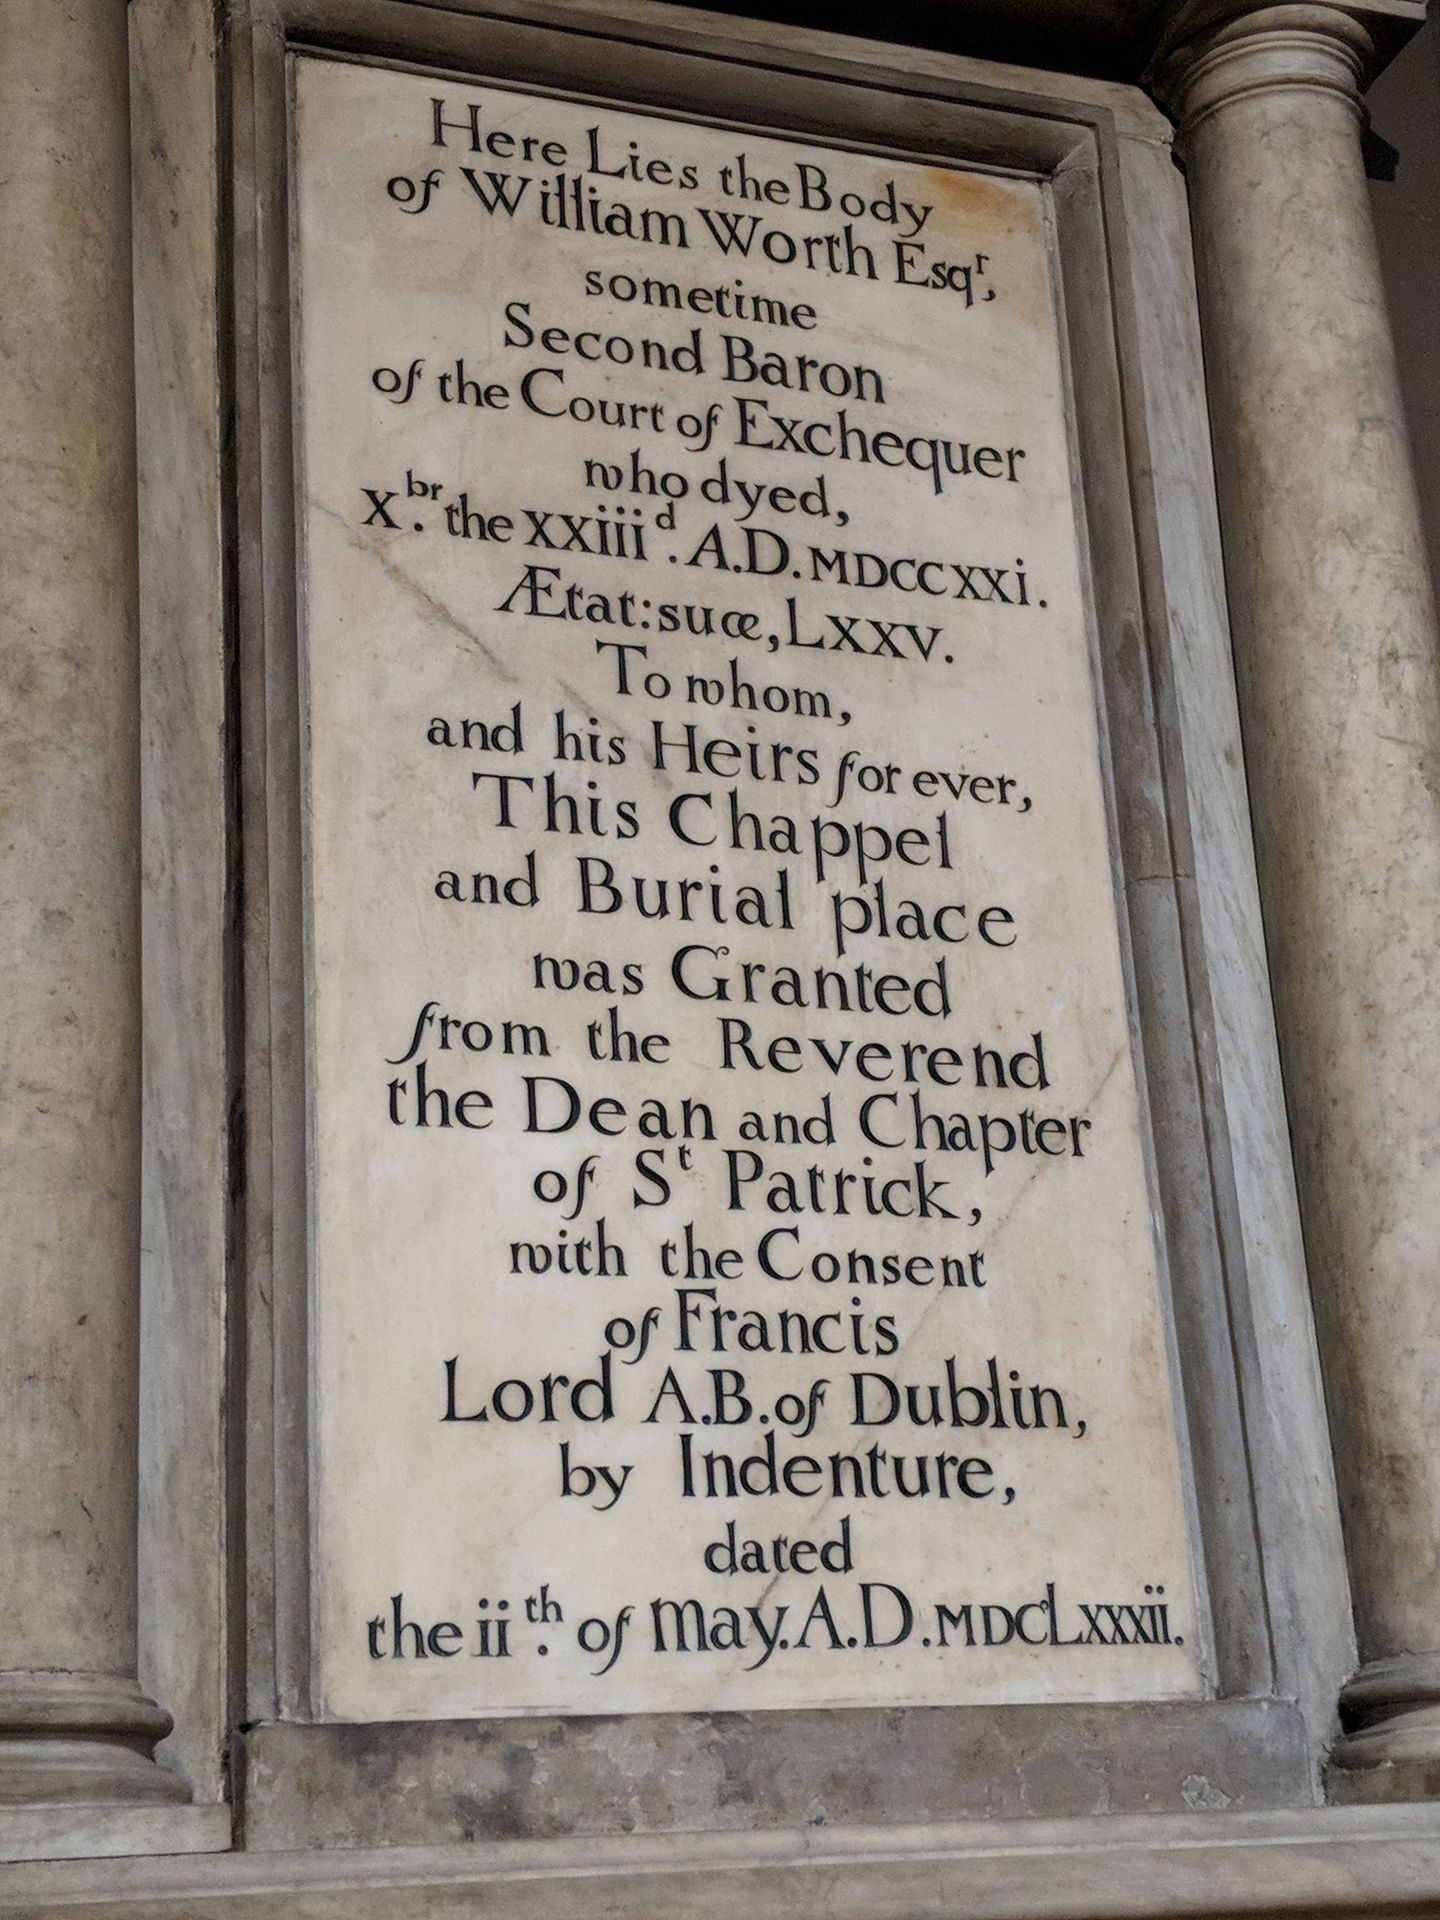 Here Lies the Body
of William Worth Esqʳ,
sometime
Second Baron
of the Court of Exchequer
who dyed,
Xᵇʳ. the XXiiiᵈ. A.D. MDCCXXi.
Ætat: suæ, LXXV.
To whom,
and his Heirs for ever,
This Chappel
and Burial place
was Granted
from the Reverend
the Dean and Chapter
of Sᵗ Patrick,
with the Consent
of Francis
Lord A.B. of Dublin,
by Indenture,
dated
the iiᵗʰ. of may. A.D. MDCLXXXii.